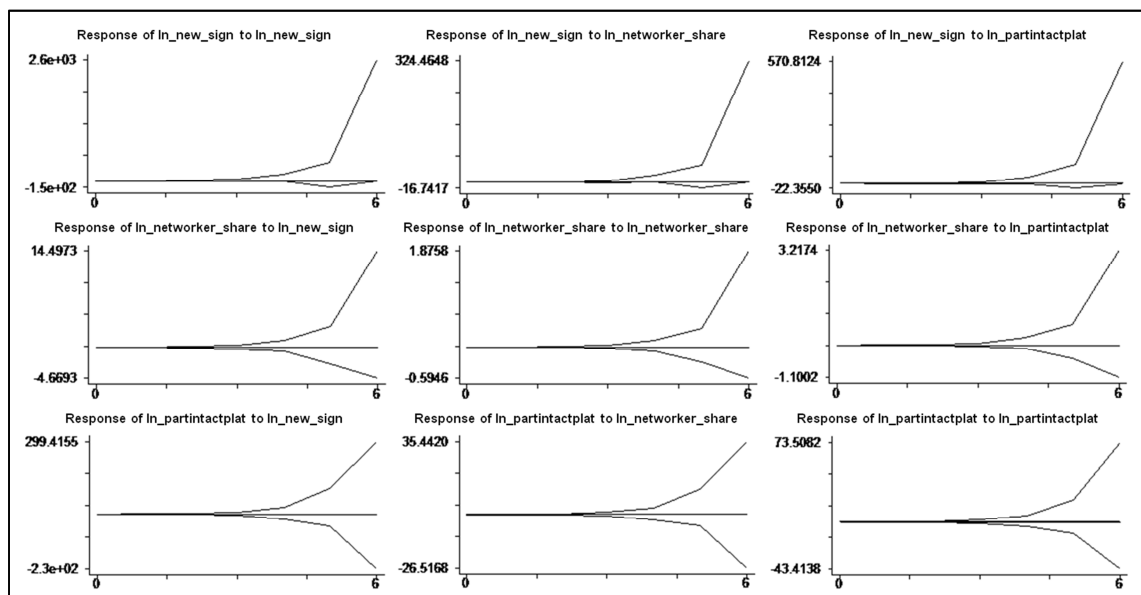 Response of ln_new_sign to ln_new_sign
2.6e+03
-1.5e+02
0
6
Response of ln_new_sign to ln_networker_share
324.4648
-16.7417
0
6
Response of ln_new_sign to ln_partintactplat
570.8124
-22.3550
0
6
Response of ln_networker_share to ln_new_sign
14.4973
-4.6693
0
6
Response of ln_networker_share to ln_networker_share
1.8758
-0.5946
0
6
Response of ln_networker_share to ln_partintactplat
3.2174
-1.1002
0
6
Response of ln_partintactplat to ln_new_sign
299.4155
-2.3e+02
0
6
Response of ln_partintactplat to ln_networker_share
35.4420
-26.5168
0
6
Response of ln_partintactplat to ln_partintactplat
73.5082
-43.4138
0
6